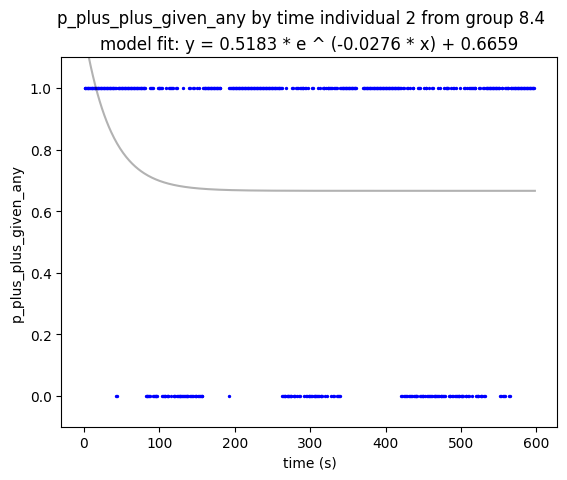 p_plus_plus_given_any by time individual 2 from group 8.4
model fit: y = 0.5183 * e ^ (-0.0276 * x) + 0.6659
1.0
0.8
0.6
0.4
0.2
0.0
p_plus_plus_given_any
0 100 200 300 400 500 600
time (s)